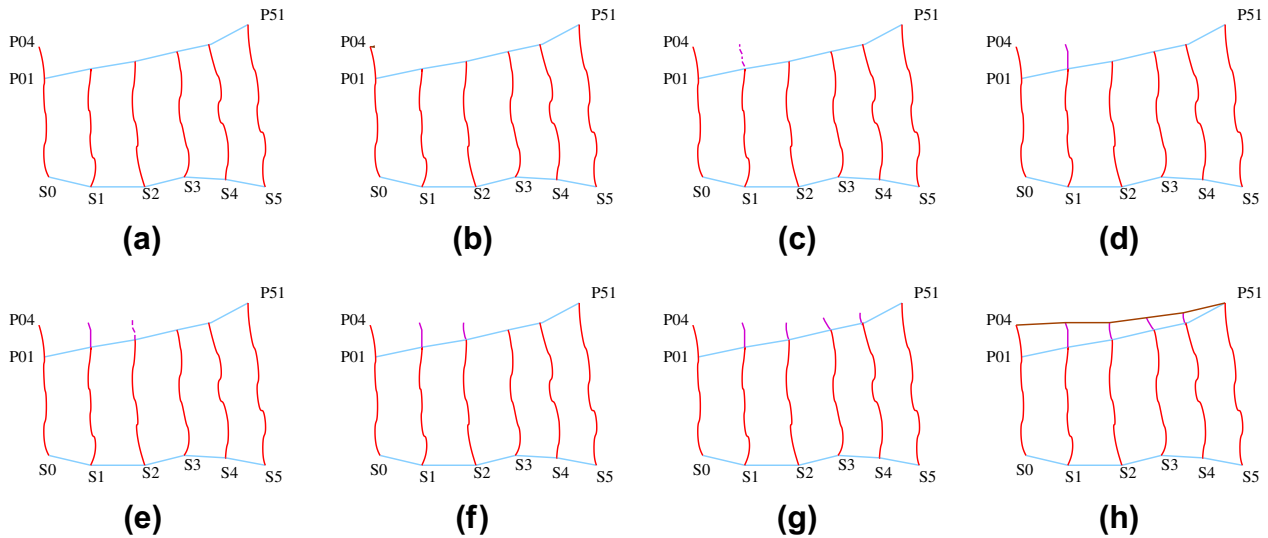 P51
P04
P01
S0 S1 S2 S3 S4 S5
(a)
P51
P04
P01
S0 S1 S2 S3 S4 S5
(b)
P51
P04
P01
S0 S1 S2 S3 S4 S5
(c)
P51
P04
P01
S0 S1 S2 S3 S4 S5
(d)
P51
P04
P01
S0 S1 S2 S3 S4 S5
(e)
P51
P04
P01
S0 S1 S2 S3 S4 S5
(f)
P51
P04
P01
S0 S1 S2 S3 S4 S5
(g)
P51
P04
P01
S0 S1 S2 S3 S4 S5
(h)